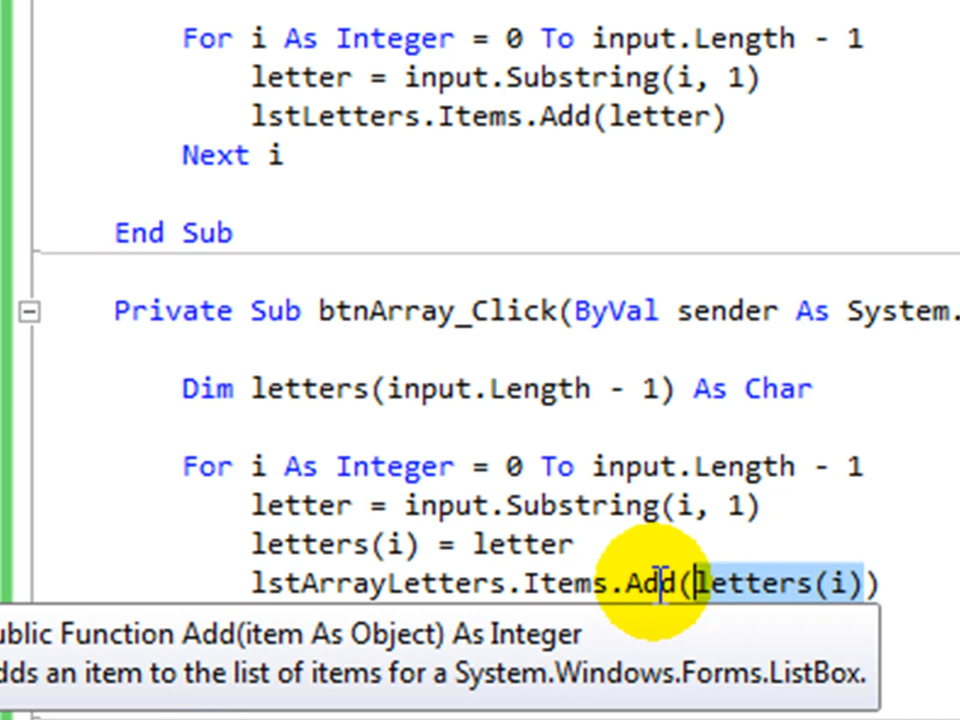 For i As Integer = 0 To input.Length - 1
letter = input.Substring(i, 1)
lstLetters.Items.Add(letter)
Next i
End Sub
Private Sub btnArray_Click(ByVal sender As System.
Dim letters(input.Length - 1) As Char
For i As Integer = 0 To input.Length - 1
letter = input.Substring(i, 1)
letters(i) = letter
lstArrayLetters.Items.Add(letters(i))
ublic Function Add(item As Object) As Integer
dds an item to the list of items for a System.Windows.Forms.ListBox.